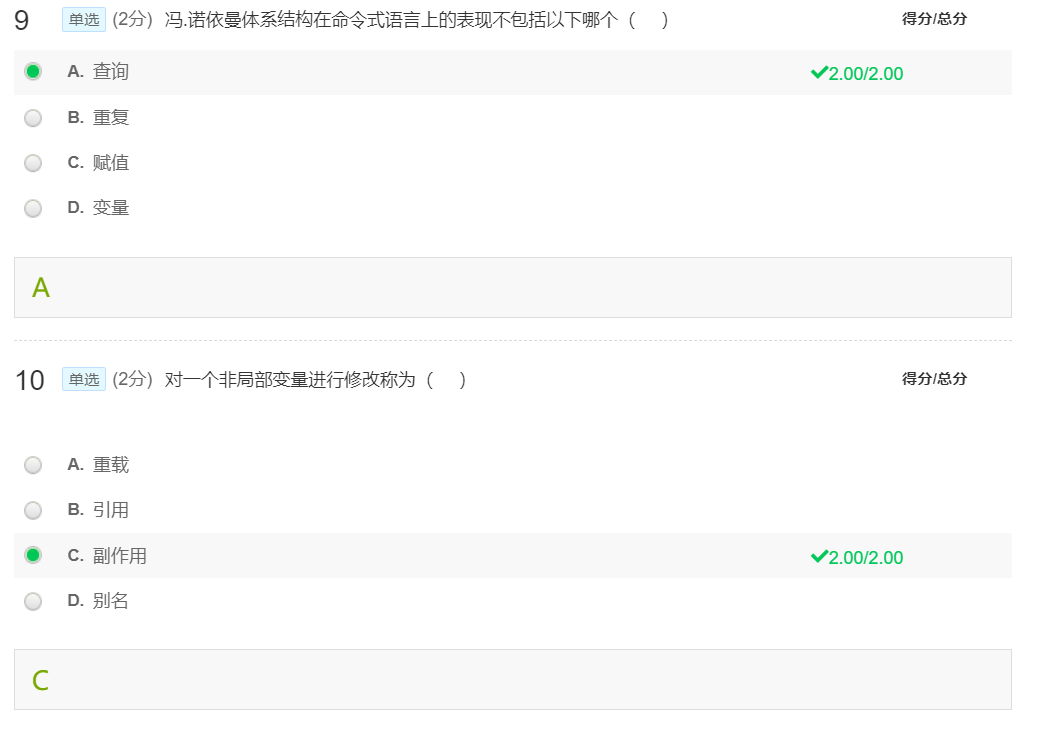 9 单选 (2分) 冯.诺依曼体系结构在命令式语言上的表现不包括以下哪个（ ） 得分/总分
A. 查询 2.00/2.00
B. 重复
C. 赋值
D. 变量
A
10 单选 (2分) 对一个非局部变量进行修改称为（ ） 得分/总分
A. 重载
B. 引用
C. 副作用 2.00/2.00
D. 别名
C